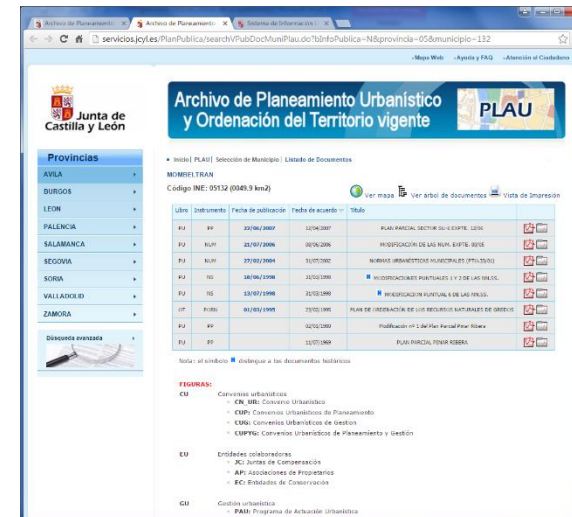 Archivo de Planeamiento
Archivo de Planeamiento
Sistema de Información
servicios.jcyl.es/PlanPublica/searchVPubDocMuniPlau.do?bInfoPublica=N&provincia=05&municipio=132
Mapa Web
Ayuda y FAQ
Atención al Ciudadano
Junta de
Castilla y León
Archivo de Planeamiento Urbanístico
y Ordenación del Territorio vigente
PLAU
Provincias
AVILA
BURGOS
LEON
PALENCIA
SALAMANCA
SEGOVIA
SORIA
VALLADOLID
ZAMORA
Búsqueda avanzada
Inicio| PLAU| Selección de Municipio| Listado de Documentos
MOMBELTRAN
Código INE: 05132 (0049.9 km2)
Ver mapa Ver árbol de documentos Vista de Impresión
Libro Instrumento Fecha de publicación Fecha de acuerdo Título
PU PP 22/06/2007 12/04/2007 PLAN PARCIAL SECTOR SU-6 EXPTE. 12/06
PU NUM 21/07/2006 08/06/2006 MODIFICACIÓN DE LAS NUM. EXPTE. 80/05
PU NUM 27/02/2004 31/07/2002 NORMAS URBANÍSTICAS MUNICIPALES
PU NS 18/06/1998 31/03/1998 MODIFICACIONES PUNTUALES 1 Y 2 DE LAS NN.SS.
PU NS 13/07/1998 31/03/1998 MODIFICACION PUNTUAL 6 DE LAS NN.SS.
OT PORN 01/03/1995 23/02/1995 PLAN DE ORDENACIÓN DE LOS RECURSOS NATURALES DE GREDOS
PU PP 02/01/1980 Modificación nº 1 del Plan Parcial Pinar Ribera
PU PP 11/07/1969 PLAN PARCIAL PINAR RIBERA
Nota: el símbolo distingue a los documentos históricos
FIGURAS:
CU Convenios urbanísticos
CN_UR: Convenio Urbanístico
CUP: Convenios Urbanísticos de Planeamiento
CUG: Convenios Urbanísticos de Gestion
CUPYG: Convenios Urbanísticos de Planeamiento y Gestión
EU Entidades colaboradoras
JC: Juntas de Compensación
AP: Asociaciones de Propietarios
EC: Entidades de Conservación
GU Gestión urbanística
PAU: Programa de Actuación Urbanística